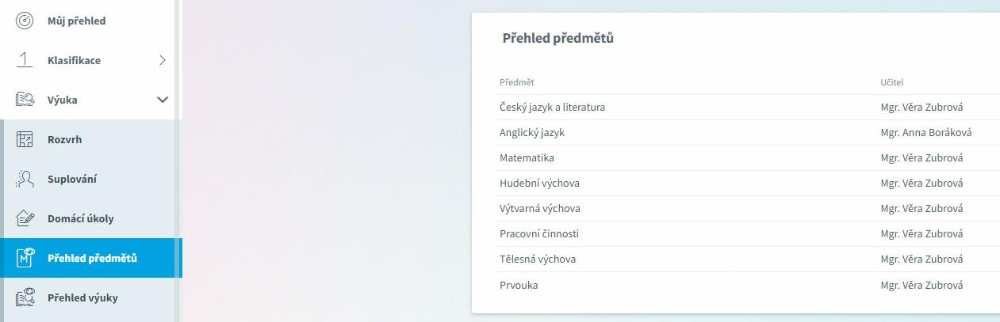 Můj přehled
Klasifikace
Výuka
Rozvrh
Suplování
Domácí úkoly
Přehled předmětů
Přehled výuky
Přehled předmětů
Předmět Učitel
Český jazyk a literatura Mgr. Věra Zubrová
Anglický jazyk Mgr. Anna Boráková
Matematika Mgr. Věra Zubrová
Hudební výchova Mgr. Věra Zubrová
Výtvarná výchova Mgr. Věra Zubrová
Pracovní činnosti Mgr. Věra Zubrová
Tělesná výchova Mgr. Věra Zubrová
Prvouka Mgr. Věra Zubrová